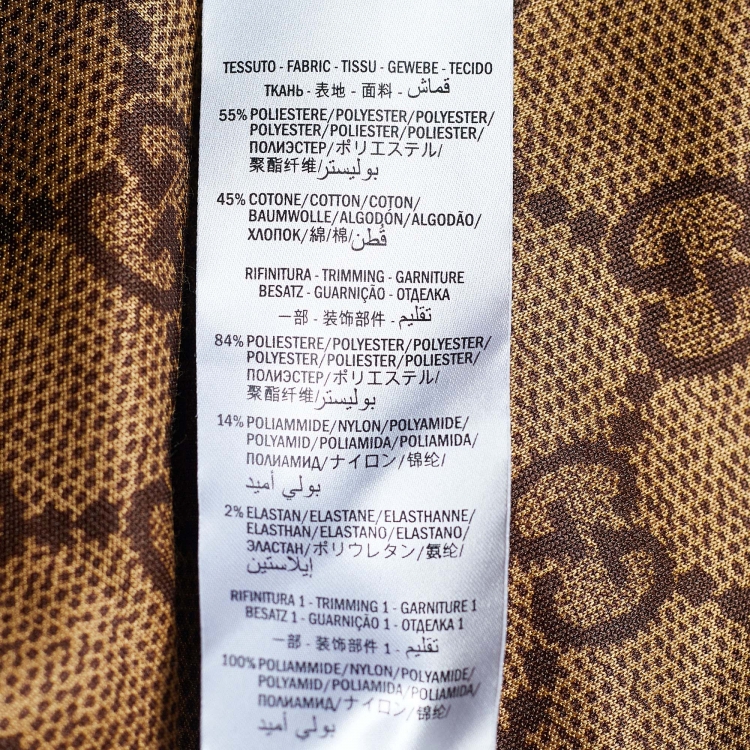 TESSUTO - FABRIC - TISSU - GEWEBE - TECIDO
ТКАНЬ - 表地 - 面料 - قماش
55% POLIESTERE/POLYESTER/POLYESTER/
POLYESTER/POLIESTER/POLIESTER/
ПОЛИЭСТЕР/ポリエステル/
聚酯纤维/بوليستر
45% COTONE/COTTON/COTON/
BAUMWOLLE/ALGODÓN/ALGODÃO/
ХЛОПОК/綿/棉/قطن
RIFINITURA - TRIMMING - GARNITURE
BESATZ - GUARNIÇÃO - ОТДЕЛКА
一部 - 装饰部件 - تقليم
84% POLIESTERE/POLYESTER/POLYESTER/
POLYESTER/POLIESTER/POLIESTER/
ПОЛИЭСТЕР/ポリエステル/
聚酯纤维/بوليستر
14% POLIAMMIDE/NYLON/POLYAMIDE/
POLYAMID/POLIAMIDA/POLIAMIDA/
ПОЛИАМИД/ナイロン/锦纶/
بولي أميد
2% ELASTAN/ELASTANE/ELASTHANNE/
ELASTHAN/ELASTANO/ELASTANO/
ЭЛАСТАН/ポリウレタン/氨纶/
إيلاستين
RIFINITURA 1 - TRIMMING 1 - GARNITURE 1
BESATZ 1 - GUARNIÇÃO 1 - ОТДЕЛКА 1
一部 - 装饰部件 1 - تقليم
100% POLIAMMIDE/NYLON/POLYAMIDE/
POLYAMID/POLIAMIDA/POLIAMIDA/
ПОЛИАМИД/ナイロン/锦纶/
بولي أميد